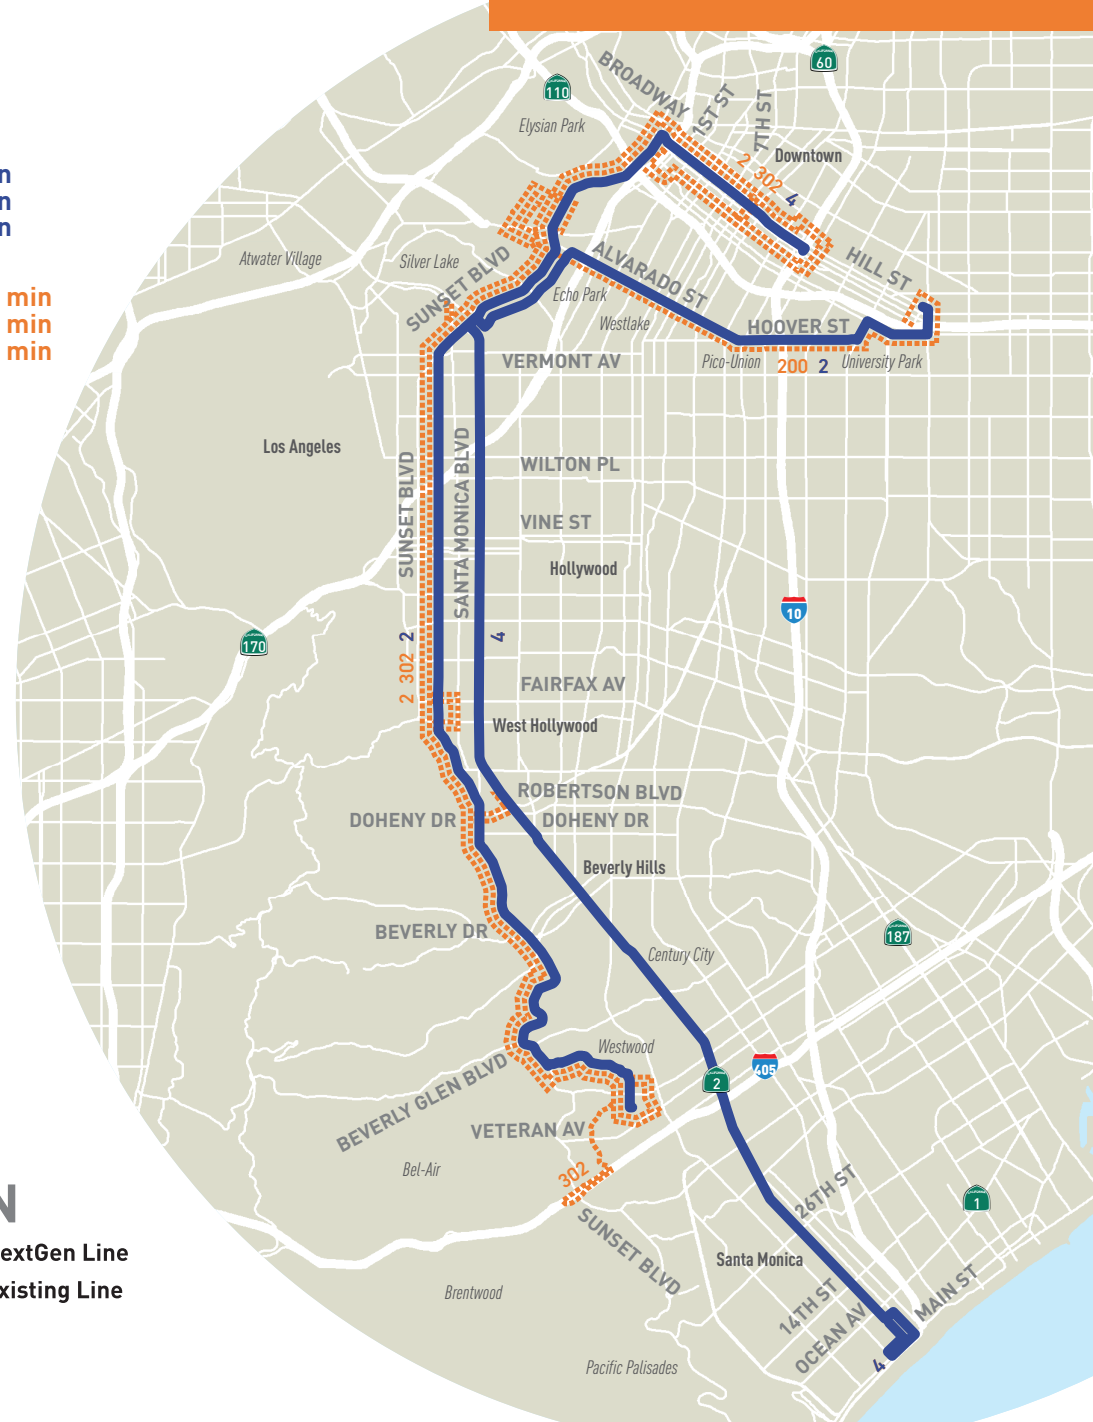 60
110
BROADWAY
1ST ST
7TH ST
Elysian Park
Downtown
2 302 4
n
n
n
Atwater Village
Silver Lake
SUNSET BLVD
ALVARADO ST
HILL ST
Echo Park
min
min
min
Westlake
HOOVER ST
VERMONT AV
Pico-Union
200 2
University Park
Los Angeles
SUNSET BLVD
SANTA MONICA BLVD
WILTON PL
VINE ST
Hollywood
10
170
2 302 2
4
FAIRFAX AV
West Hollywood
ROBERTSON BLVD
DOHENY DR
DOHENY DR
Beverly Hills
BEVERLY DR
187
Century City
Westwood
405
2
BEVERLY GLEN BLVD
VETERAN AV
Bel-Air
302
26TH ST
1
N
SUNSET BLVD
extGen Line
Santa Monica
xisting Line
Brentwood
14TH ST
MAIN ST
OCEAN AV
4
Pacific Palisades